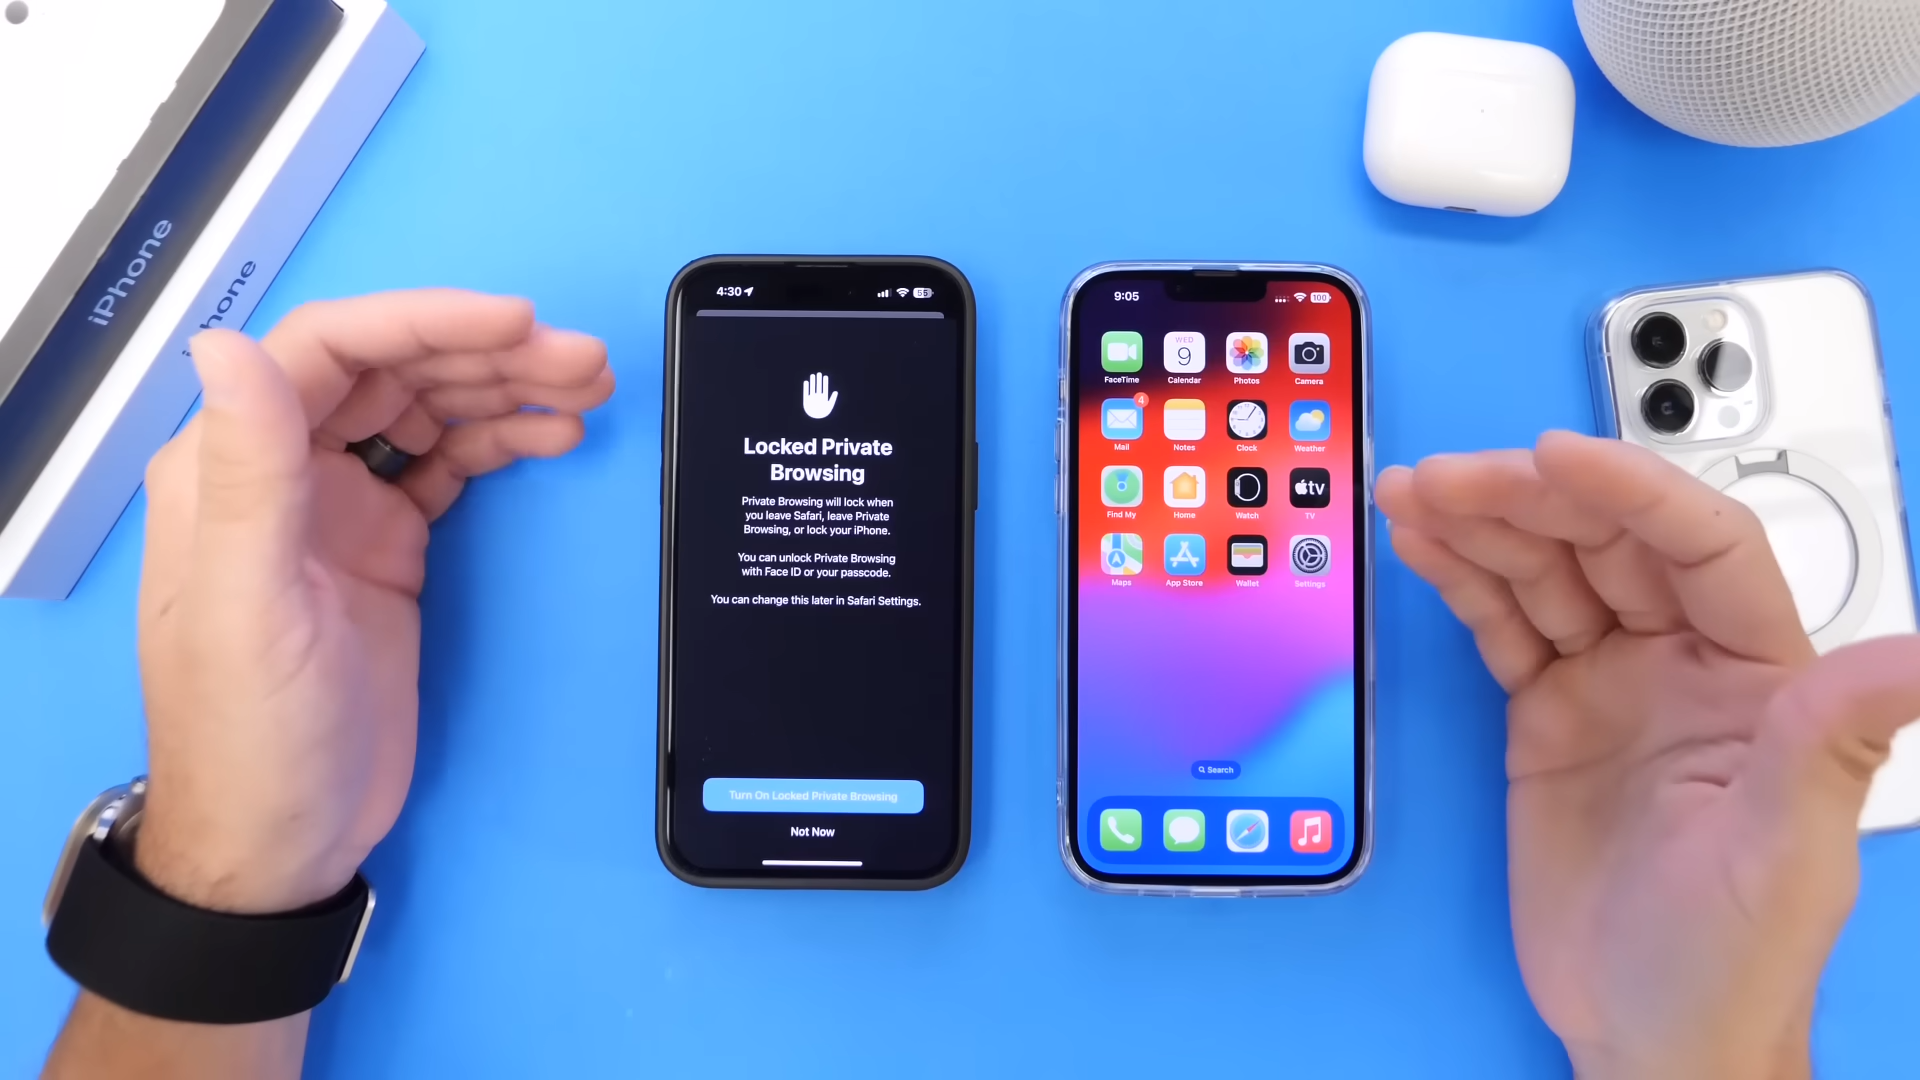 iPhone
iPhone
4:30
55
Locked Private
Browsing
Private Browsing will lock when
you leave Safari, leave Private
Browsing, or lock your iPhone.
You can unlock Private Browsing
with Face ID or your passcode.
You can change this later in Safari Settings.
Turn On Locked Private Browsing
Not Now
9:05
100
WED
9
FaceTime
Calendar
Photos
Camera
4
Mail
Notes
Clock
Weather
tv
Find My
Home
Watch
TV
Maps
App Store
Wallet
Settings
Search